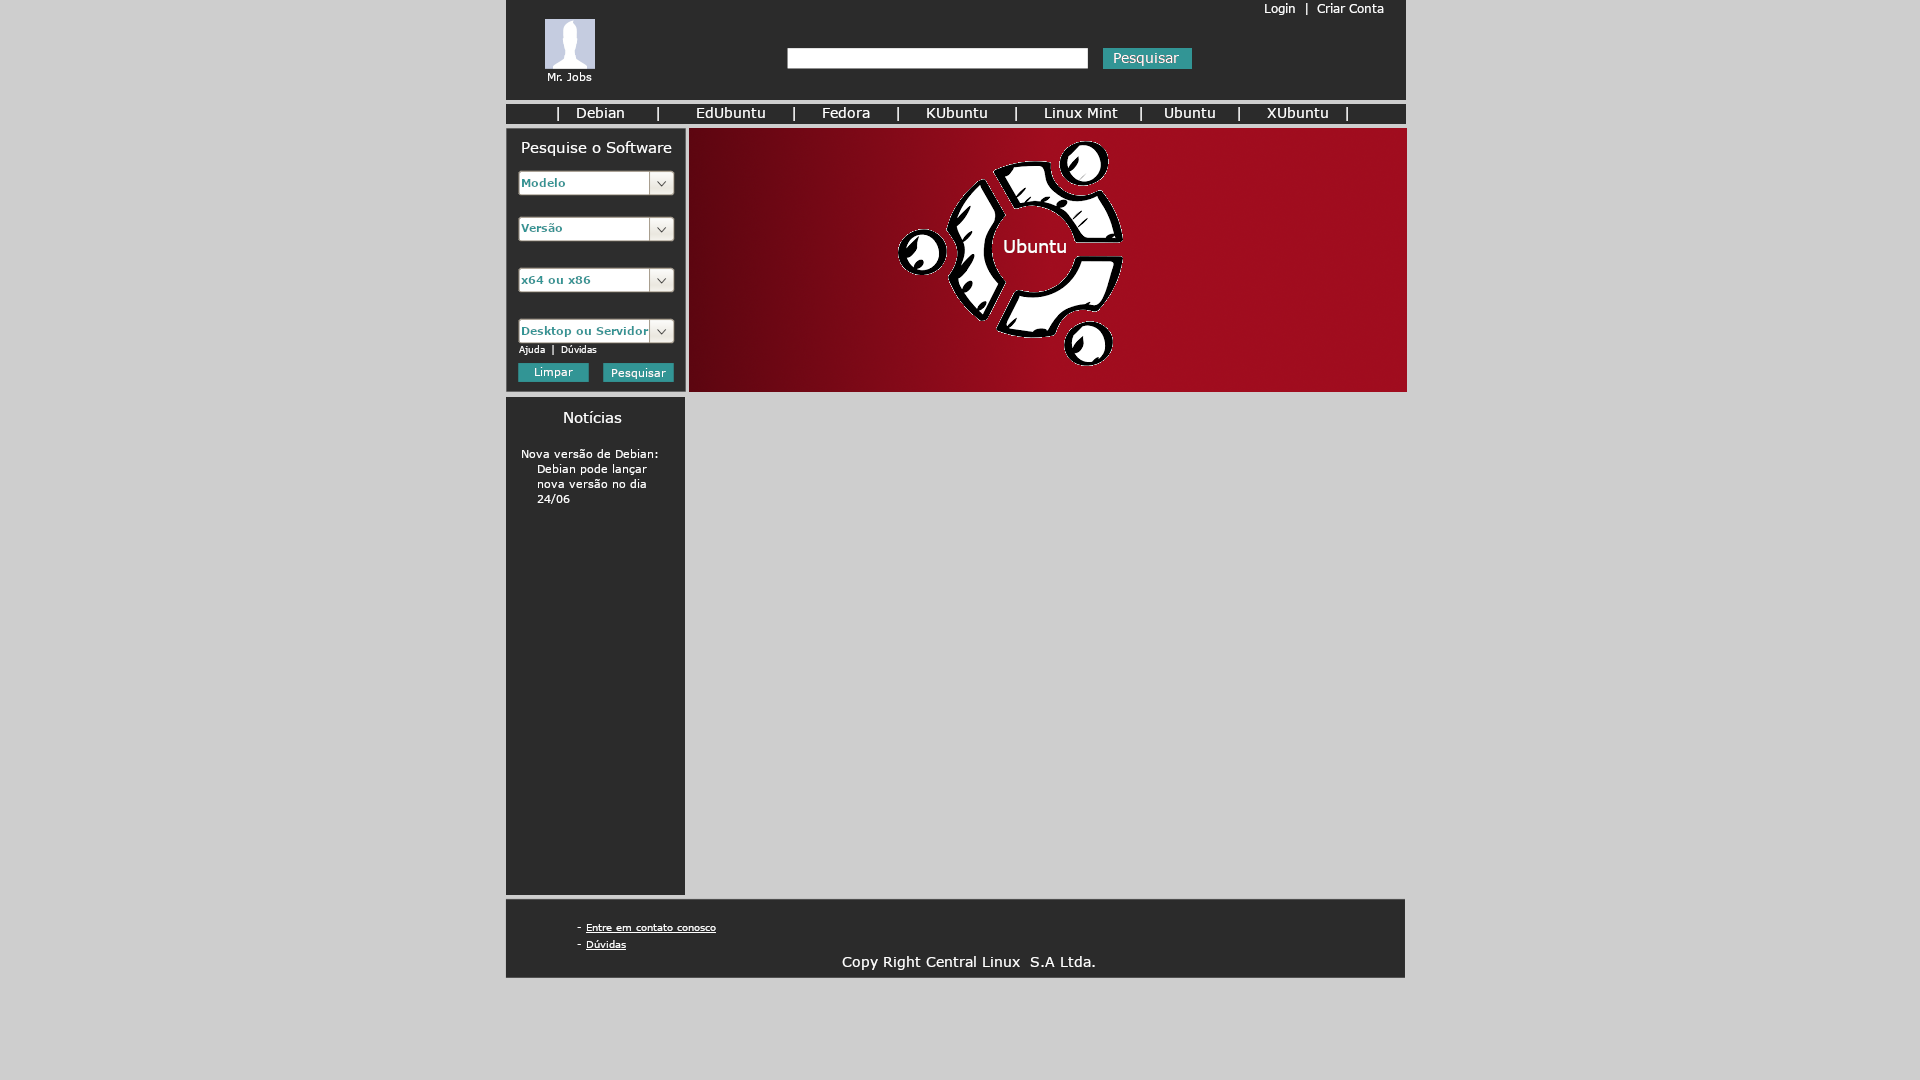 Login | Criar Conta
Mr. Jobs
Pesquisar
| Debian | EdUbuntu | Fedora | KUbuntu | Linux Mint | Ubuntu | XUbuntu |
Pesquise o Software
Modelo
Versão
x64 ou x86
Desktop ou Servidor
Ajuda | Dúvidas
Limpar Pesquisar
Ubuntu
Notícias
Nova versão de Debian:
Debian pode lançar
nova versão no dia
24/06
- Entre em contato conosco
- Dúvidas
Copy Right Central Linux S.A Ltda.